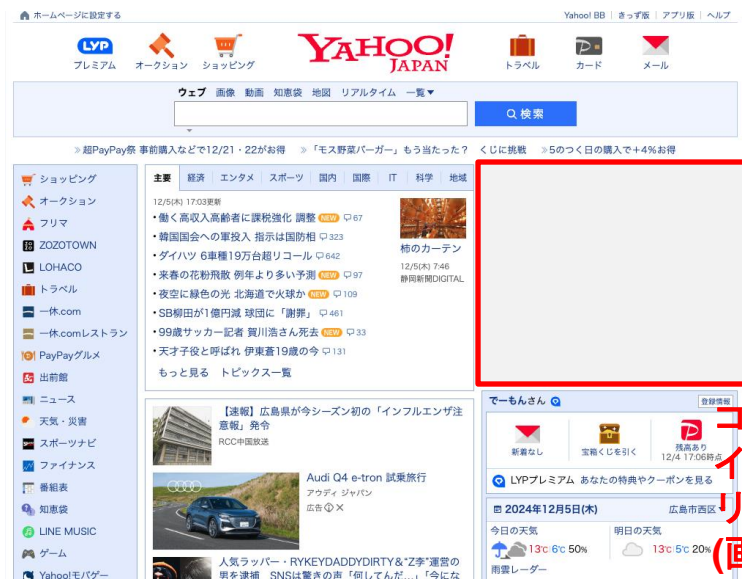 ホームページに設定する
Yahoo! BB きっず版 アプリ版 ヘルプ
LYP
プレミアム オークション ショッピング
YAHOO!
JAPAN
トラベル カード メール
ウェブ 画像 動画 知恵袋 地図 リアルタイム 一覧▼
検索
超PayPay祭 事前購入などで12/21・22がお得 「モス野菜バーガー」もう当たった? くじに挑戦 5のつく日の購入で+4%お得
ショッピング
オークション
フリマ
ZOZOTOWN
LOHACO
トラベル
一休.com
一休.comレストラン
PayPayグルメ
出前館
ニュース
天気・災害
スポーツナビ
ファイナンス
番組表
知恵袋
LINE MUSIC
ゲーム
Yahoo!モバゲー
主要 経済 エンタメ スポーツ 国内 国際 IT 科学 地域
12/5(木) 17:03更新
・働く高収入高齢者に課税強化 調整 NEW 67
・韓国国会への軍投入 指示は国防相 323
・ダイハツ 6車種19万台超リコール 642
・来春の花粉飛散 例年より多い予測 NEW 97
・夜空に緑色の光 北海道で火球か NEW 109
・SB柳田が1億円減 球団に「謝罪」 461
・99歳サッカー記者 賀川浩さん死去 NEW 33
・天才子役と呼ばれ 伊東蒼19歳の今 131
もっと見る トピックス一覧
柿のカーテン
12/5(木) 7:46
静岡新聞DIGITAL
【速報】広島県が今シーズン初の「インフルエンザ注
意報」発令
RCC中国放送
Audi Q4 e-tron 試乗旅行
アウディ ジャパン
広告
人気ラッパー・RYKEYDADDYDIRTY&“Z李”運営の
男を逮捕 SNSは驚きの声「何してんだ…」「今にな
でーもんさん
登録情報
新着なし
宝箱くじを引く
残高あり
12/4 17:06時点
LYPプレミアム あなたの特典やクーポンを見る
2024年12月5日(木)
広島市西区
今日の天気
13℃ 6℃ 50%
明日の天気
13℃ 5℃ 20%
雨雲レーダー
コ
イ
リ
(画